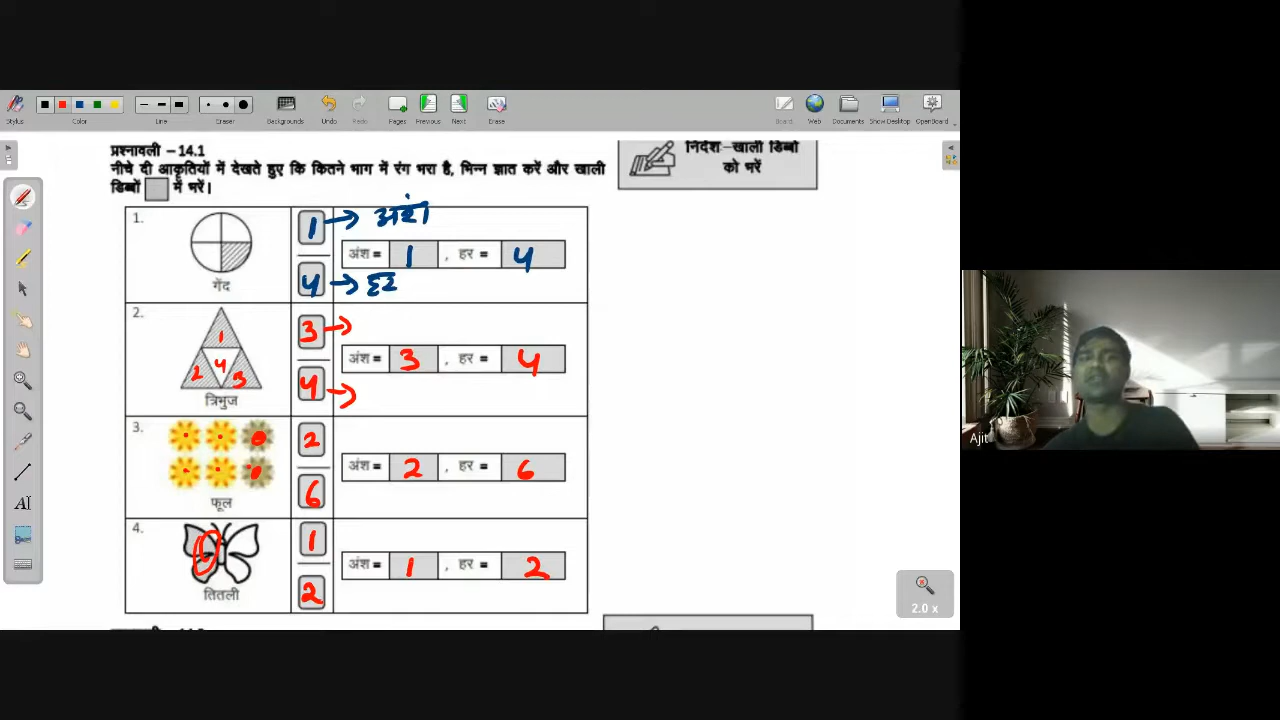 Stylus
Color
Line
Eraser
Backgrounds
Undo
Redo
Pages
Previous
Next
Erase
Board
Web
Documents
Show Desktop
OpenBoard
प्रश्नावली – 14.1
नीचे दी आकृतियों में देखते हुए कि कितने भाग में रंग भरा है, भिन्न ज्ञात करें और खाली
डिब्बों में भरें।
निर्देश–खाली डिब्बो
को भरें
1.
गेंद
1 → अंश
4 → हर
अंश = 1 , हर = 4
2.
1
2 4 3
त्रिभुज
3 →
4 →
अंश = 3 , हर = 4
3.
फूल
2
6
अंश = 2 , हर = 6
4.
तितली
1
2
अंश = 1 , हर = 2
2.0 x
Ajit